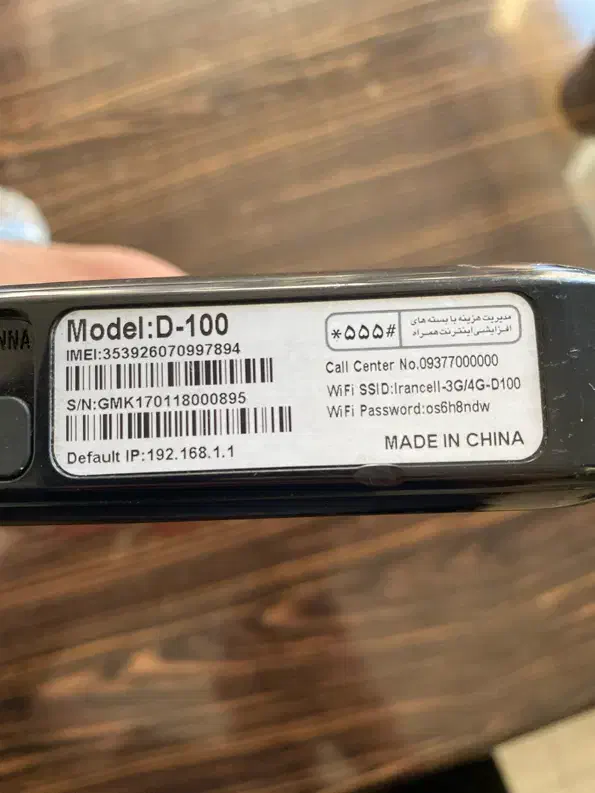 NNA
Model:D-100
IMEI:353926070997894
S/N:GMK170118000895
Default IP:192.168.1.1
*۵۵۵#
مدیریت هزینه با بسته های
افزایشی اینترنت همراه
Call Center No.09377000000
WiFi SSID:Irancell-3G/4G-D100
WiFi Password:os6h8ndw
MADE IN CHINA